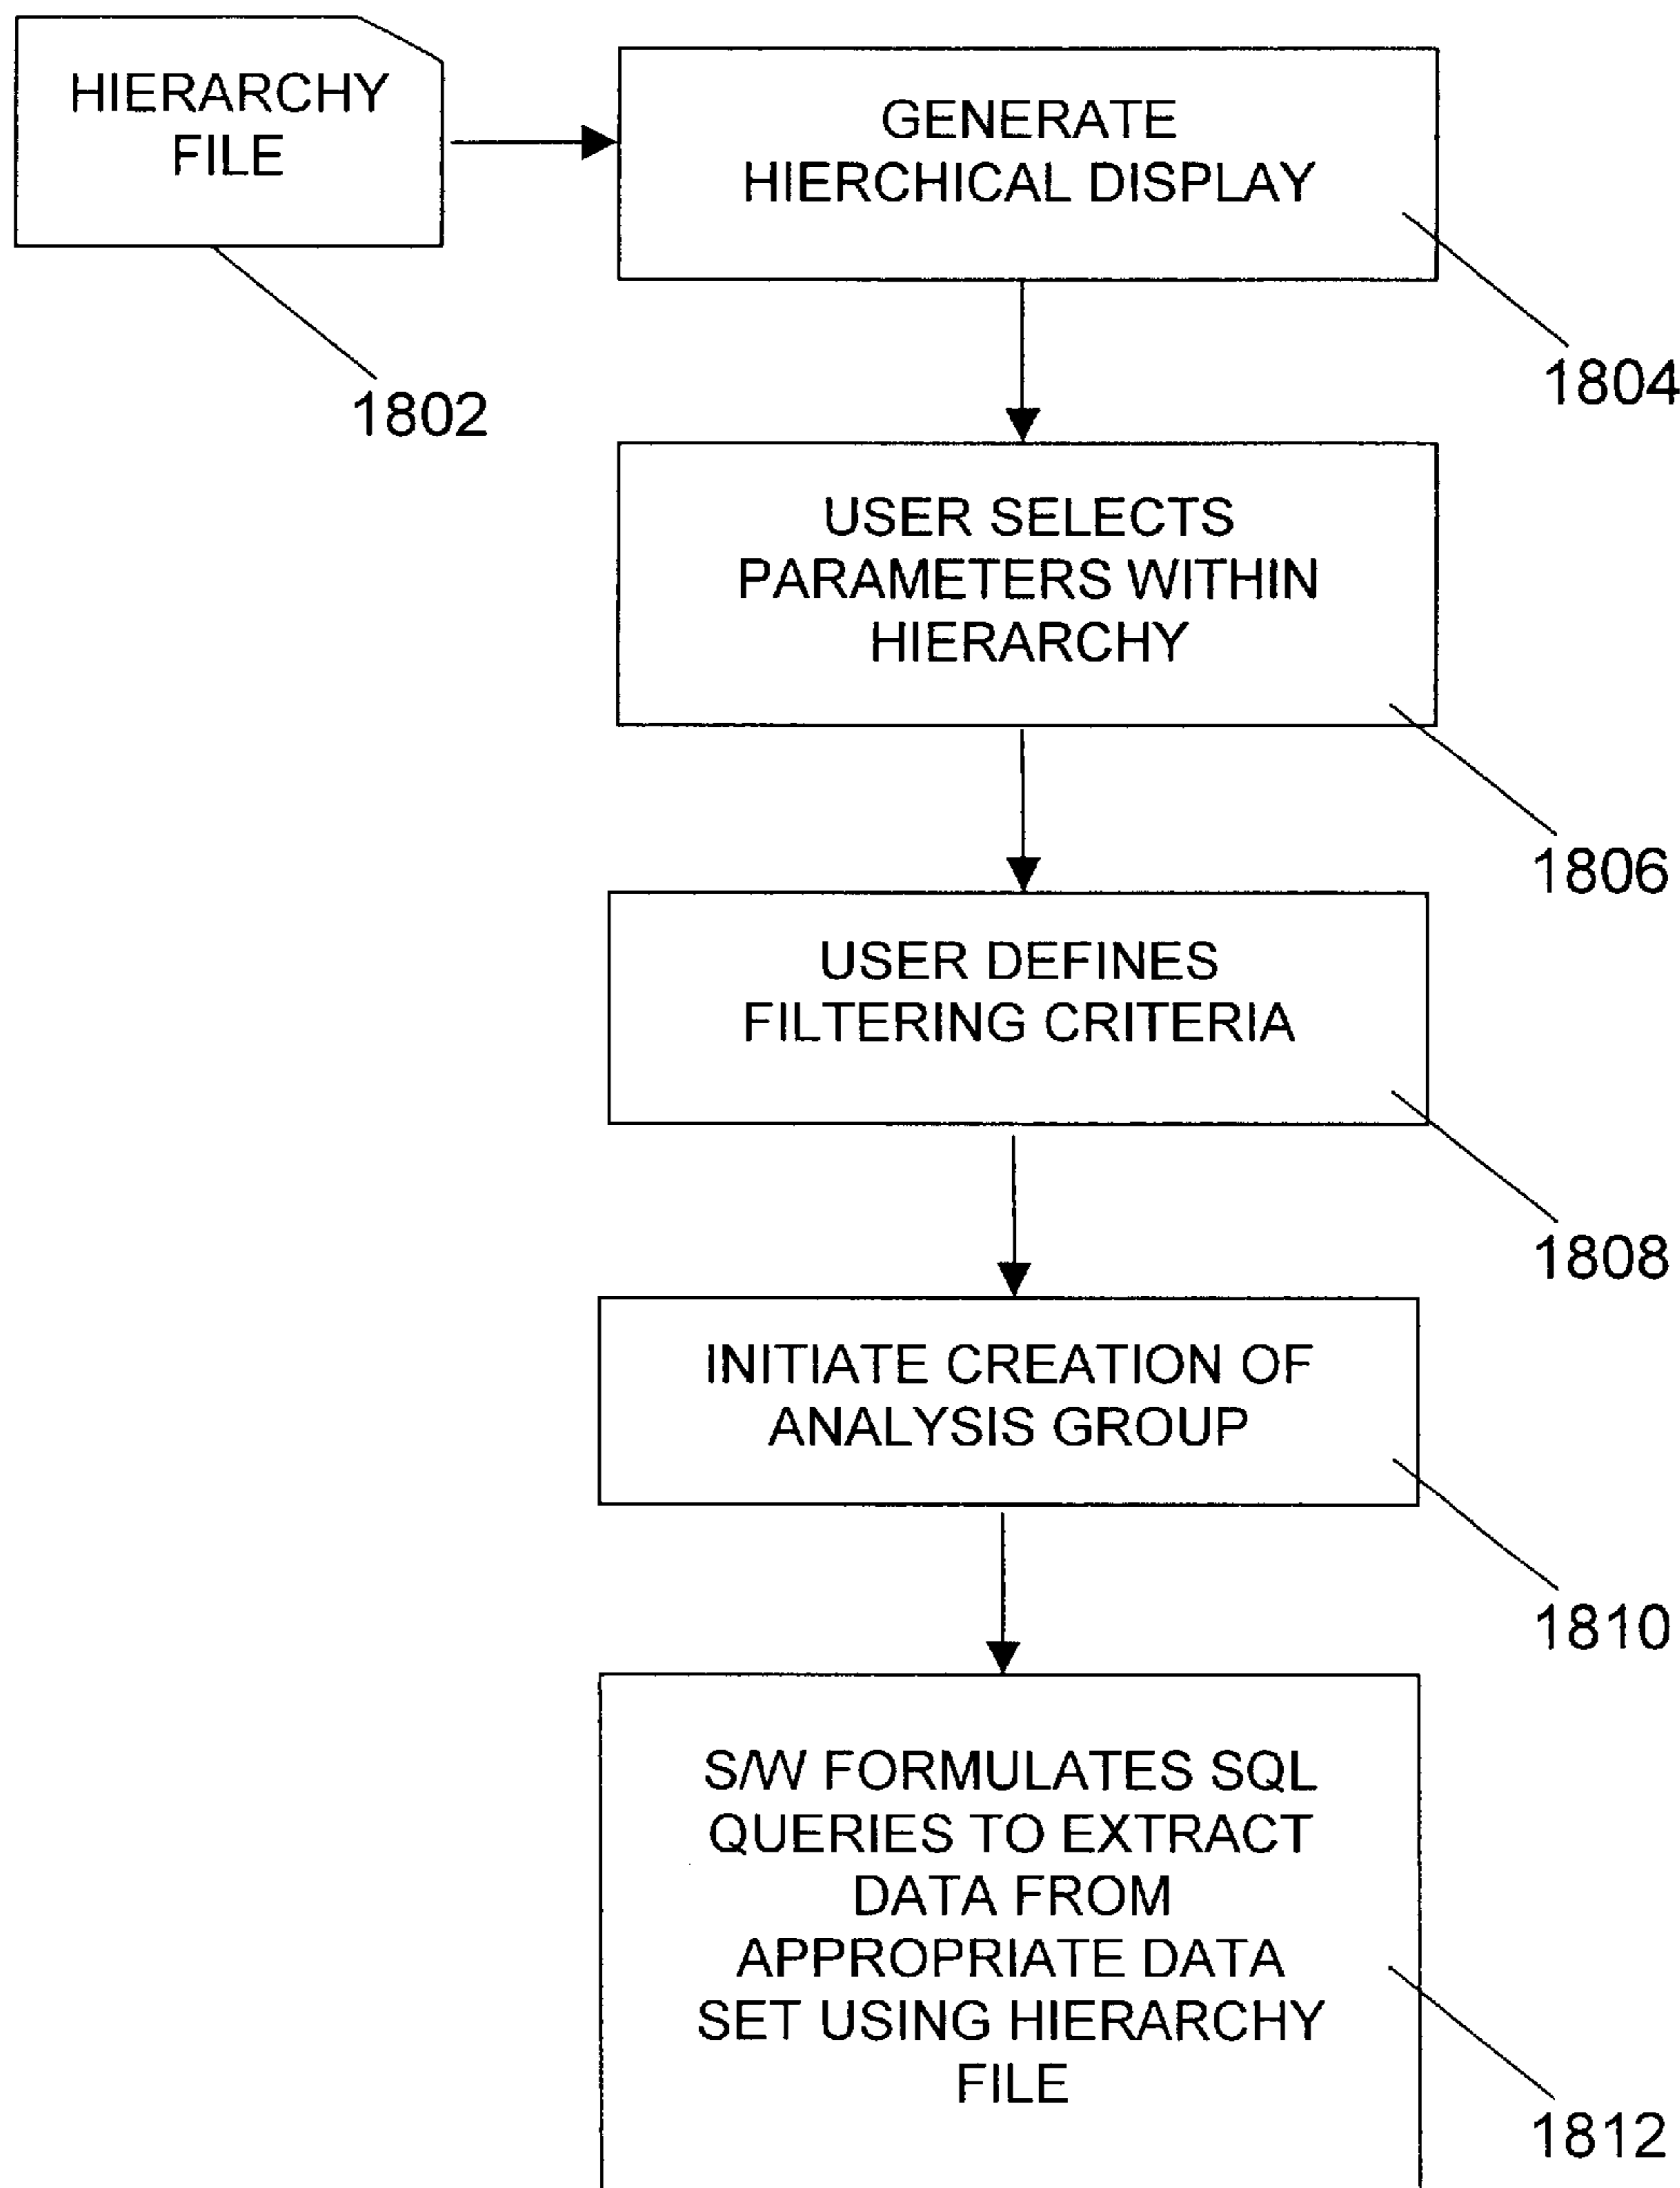 HIERARCHY
FILE
1802
GENERATE
HIERCHICAL DISPLAY
1804
USER SELECTS
PARAMETERS WITHIN
HIERARCHY
1806
USER DEFINES
FILTERING CRITERIA
1808
INITIATE CREATION OF
ANALYSIS GROUP
1810
S/W FORMULATES SQL
QUERIES TO EXTRACT
DATA FROM
APPROPRIATE DATA
SET USING HIERARCHY
FILE
1812